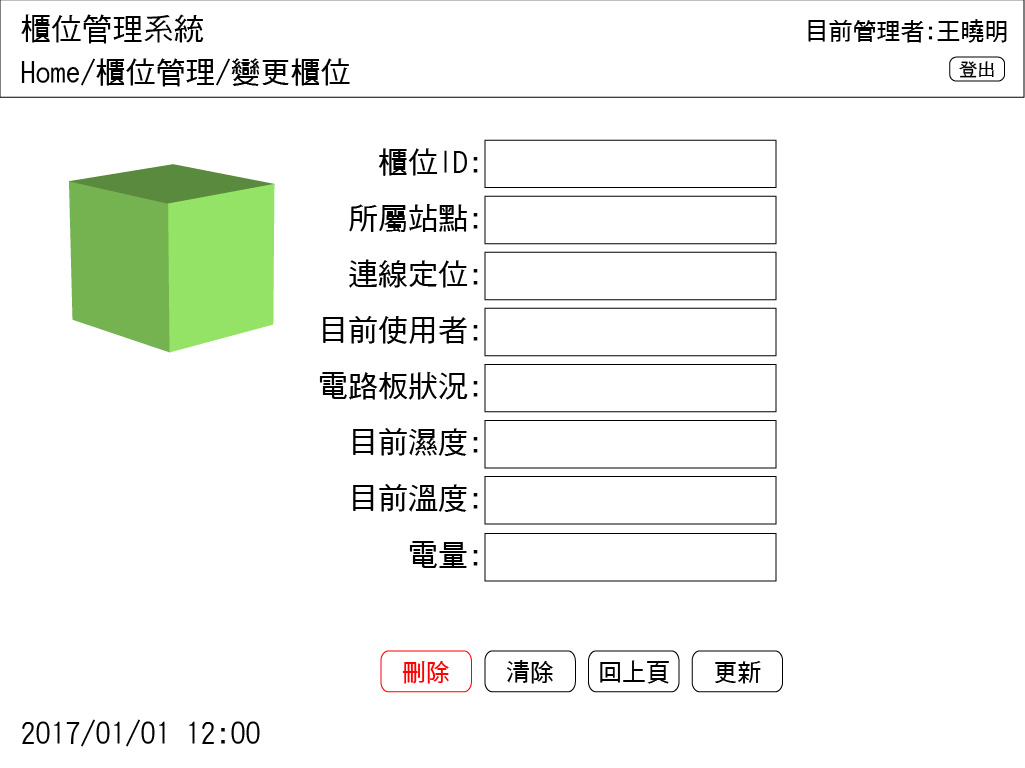 櫃位管理系統
目前管理者:王曉明
Home/櫃位管理/變更櫃位
登出
櫃位ID:
所屬站點:
連線定位:
目前使用者:
電路板狀況:
目前濕度:
目前溫度:
電量:
刪除 清除 回上頁 更新
2017/01/01 12:00